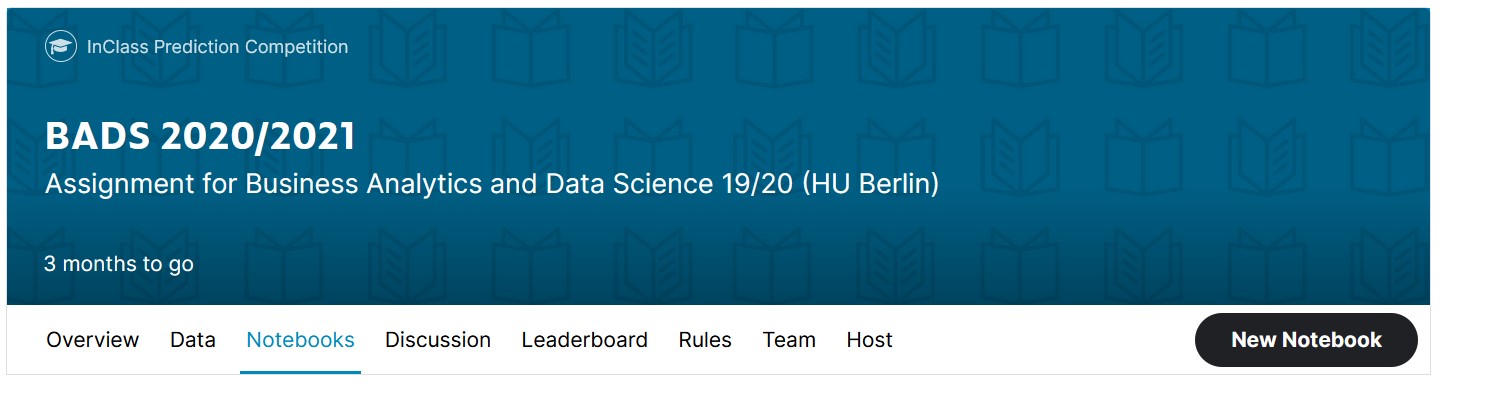 InClass Prediction Competition
BADS 2020/2021
Assignment for Business Analytics and Data Science 19/20 (HU Berlin)
3 months to go
Overview Data Notebooks Discussion Leaderboard Rules Team Host New Notebook